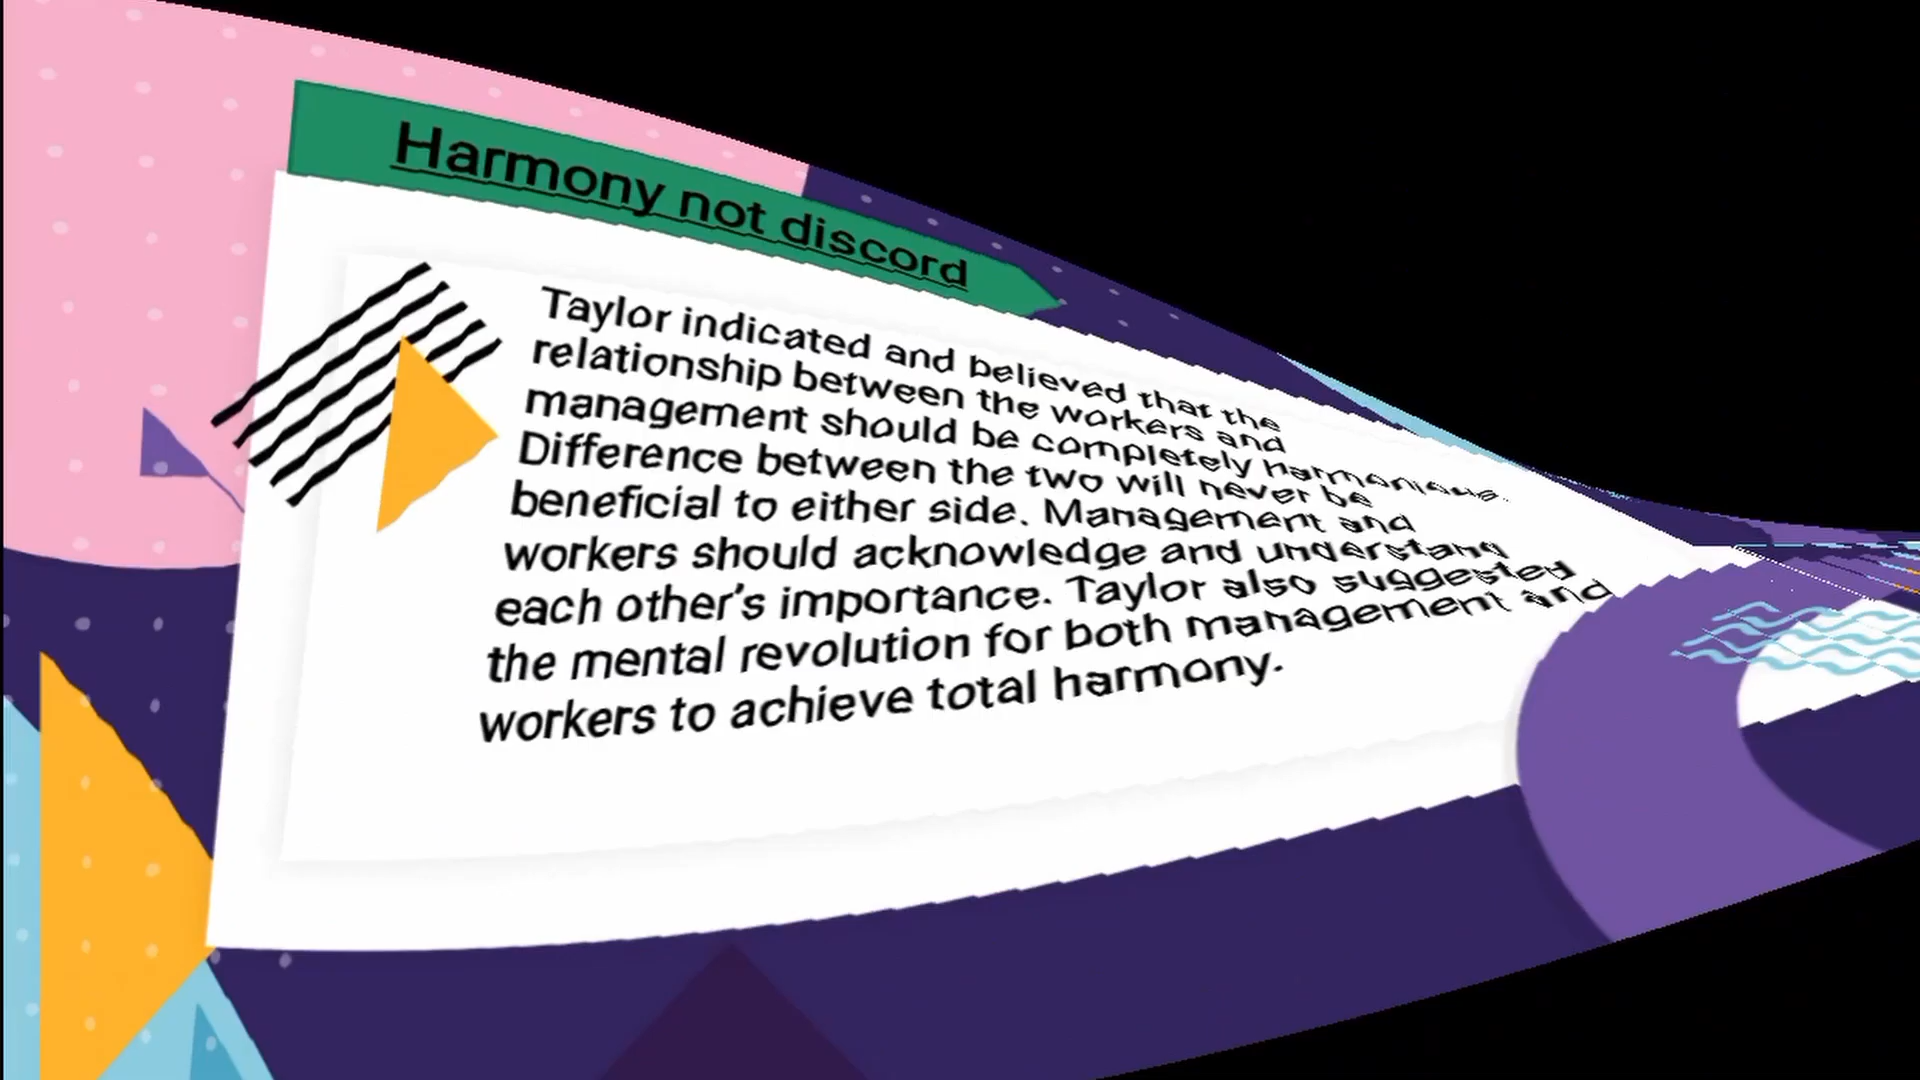 Harmony not discord
Taylor indicated and believed that the
relationship between the workers and
management should be completely harmonious.
Difference between the two will never be
beneficial to either side. Management and
workers should acknowledge and understand
each other's importance. Taylor also suggested
the mental revolution for both management and
workers to achieve total harmony.